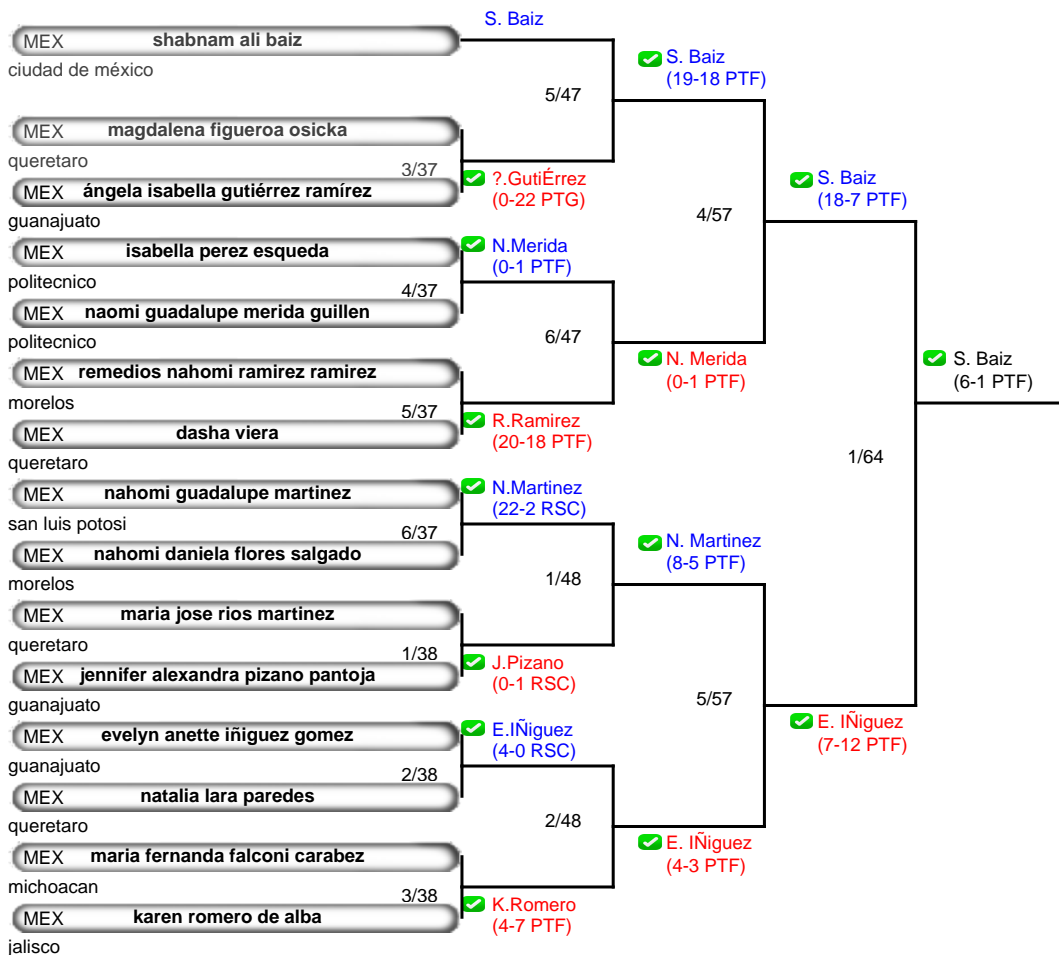 S. Baiz
MEX shabnam ali baiz
ciudad de méxico
S. Baiz
(19-18 PTF)
5/47
MEX magdalena figueroa osicka
queretaro
3/37
?.GutiÉrrez
(0-22 PTG)
MEX ángela isabella gutiérrez ramírez
guanajuato
S. Baiz
(18-7 PTF)
4/57
MEX isabella perez esqueda
politecnico
N.Merida
(0-1 PTF)
4/37
MEX naomi guadalupe merida guillen
politecnico
6/47
N. Merida
(0-1 PTF)
MEX remedios nahomi ramirez ramirez
morelos
5/37
R.Ramirez
(20-18 PTF)
MEX dasha viera
queretaro
S. Baiz
(6-1 PTF)
1/64
MEX nahomi guadalupe martinez
san luis potosi
N.Martinez
(22-2 RSC)
6/37
MEX nahomi daniela flores salgado
morelos
N. Martinez
(8-5 PTF)
1/48
MEX maria jose rios martinez
queretaro
1/38
J.Pizano
(0-1 RSC)
MEX jennifer alexandra pizano pantoja
guanajuato
5/57
E. IÑiguez
(7-12 PTF)
MEX evelyn anette iñiguez gomez
guanajuato
E.IÑiguez
(4-0 RSC)
2/38
MEX natalia lara paredes
queretaro
2/48
E. IÑiguez
(4-3 PTF)
MEX maria fernanda falconi carabez
michoacan
3/38
K.Romero
(4-7 PTF)
MEX karen romero de alba
jalisco